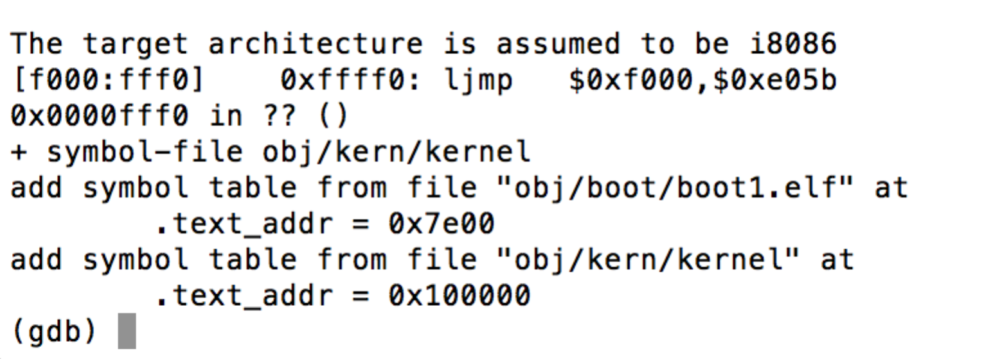 The target architecture is assumed to be i8086
[f000:fff0]    0xffff0: ljmp   $0xf000,$0xe05b
0x0000fff0 in ?? ()
+ symbol-file obj/kern/kernel
add symbol table from file "obj/boot/boot1.elf" at
        .text_addr = 0x7e00
add symbol table from file "obj/kern/kernel" at
        .text_addr = 0x100000
(gdb)